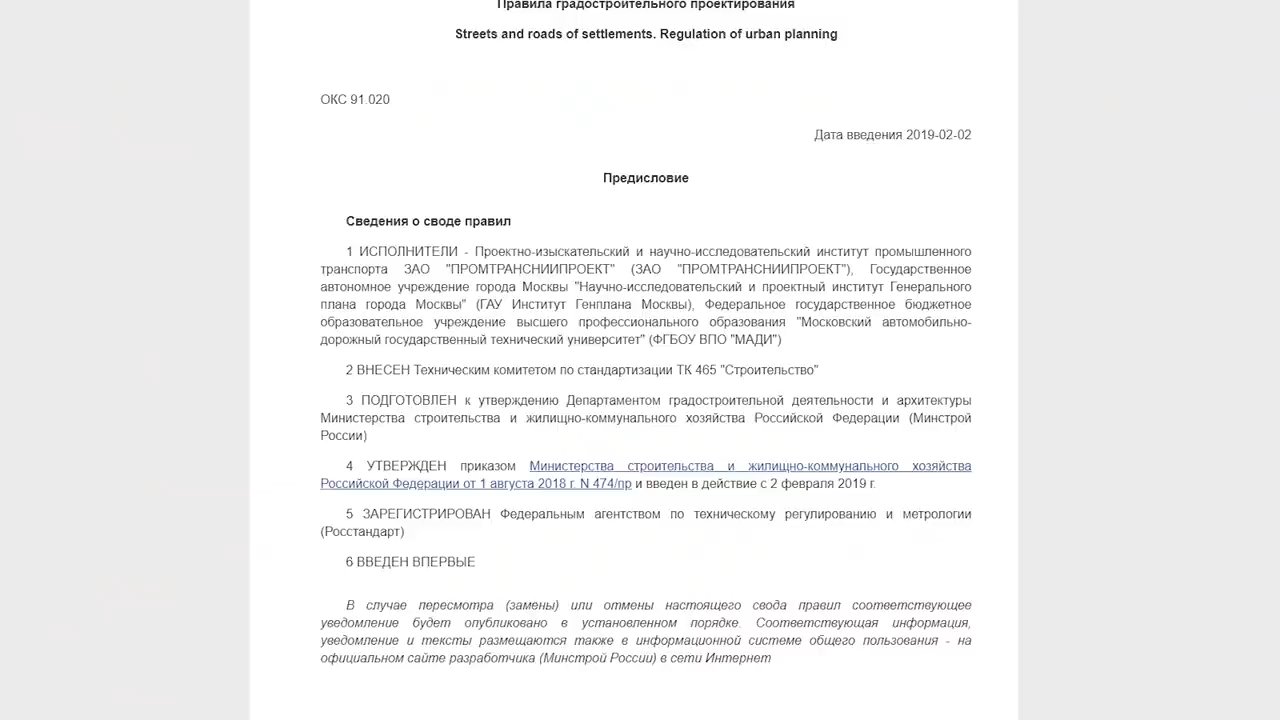 Правила градостроительного проектирования
Streets and roads of settlements. Regulation of urban planning
ОКС 91.020
Дата введения 2019-02-02
Предисловие
Сведения о своде правил
1 ИСПОЛНИТЕЛИ - Проектно-изыскательский и научно-исследовательский институт промышленного
транспорта ЗАО "ПРОМТРАНСНИИПРОЕКТ" (ЗАО "ПРОМТРАНСНИИПРОЕКТ"), Государственное
автономное учреждение города Москвы "Научно-исследовательский и проектный институт Генерального
плана города Москвы" (ГАУ Институт Генплана Москвы), Федеральное государственное бюджетное
образовательное учреждение высшего профессионального образования "Московский автомобильно-
дорожный государственный технический университет" (ФГБОУ ВПО "МАДИ")
2 ВНЕСЕН Техническим комитетом по стандартизации ТК 465 "Строительство"
3 ПОДГОТОВЛЕН к утверждению Департаментом градостроительной деятельности и архитектуры
Министерства строительства и жилищно-коммунального хозяйства Российской Федерации (Минстрой
России)
4 УТВЕРЖДЕН приказом Министерства строительства и жилищно-коммунального хозяйства
Российской Федерации от 1 августа 2018 г. N 474/пр и введен в действие с 2 февраля 2019 г.
5 ЗАРЕГИСТРИРОВАН Федеральным агентством по техническому регулированию и метрологии
(Росстандарт)
6 ВВЕДЕН ВПЕРВЫЕ
В случае пересмотра (замены) или отмены настоящего свода правил соответствующее
уведомление будет опубликовано в установленном порядке. Соответствующая информация,
уведомление и тексты размещаются также в информационной системе общего пользования - на
официальном сайте разработчика (Минстрой России) в сети Интернет